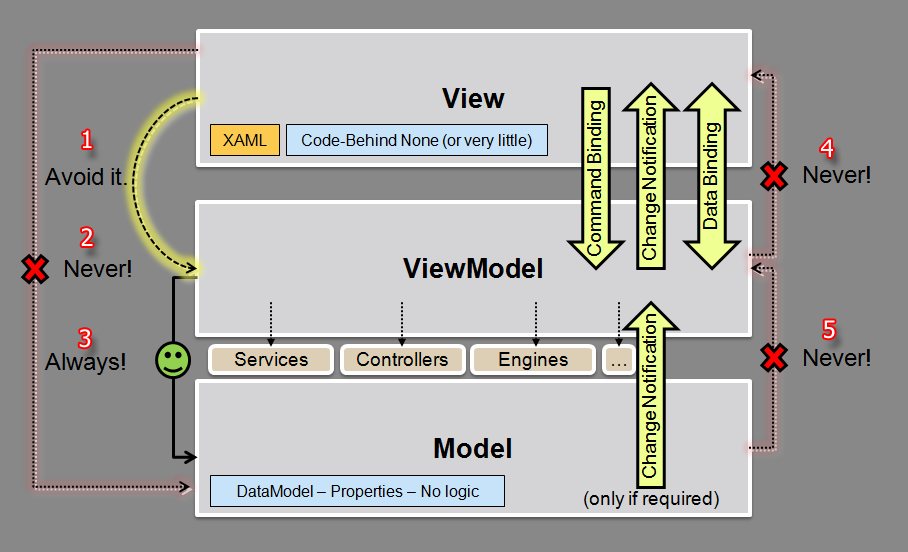 View
XAML
Code-Behind None (or very little)
Command Binding
Change Notification
Data Binding
1
Avoid it.
2
Never!
3
Always!
4
Never!
5
Never!
ViewModel
Services
Controllers
Engines
...
Change Notification
Model
DataModel – Properties – No logic
(only if required)